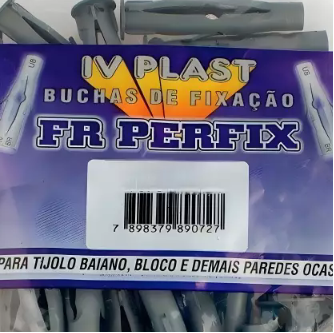 IV PLAST
BUCHAS DE FIXAÇÃO
FR PERFIX
7 898379 890727
PARA TIJOLO BAIANO, BLOCO E DEMAIS PAREDES OCAS